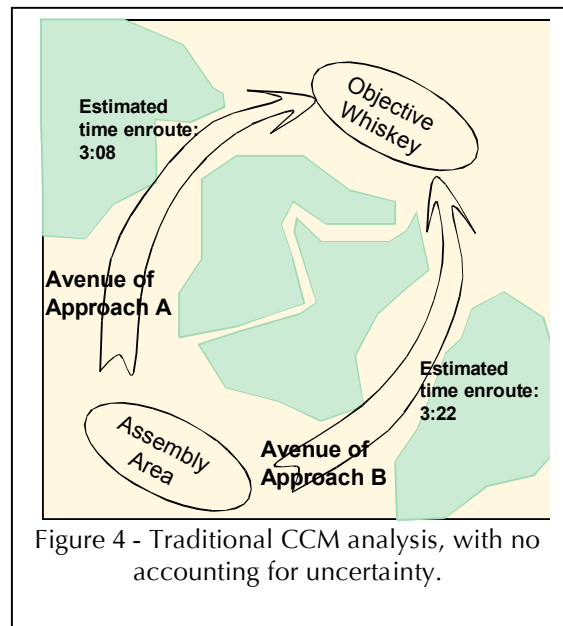 Objective
Whiskey
Estimated
time enroute:
3:08
Avenue of
Approach A
Estimated
time enroute:
3:22
Assembly
Area
Avenue of
Approach B
Figure 4 - Traditional CCM analysis, with no
accounting for uncertainty.